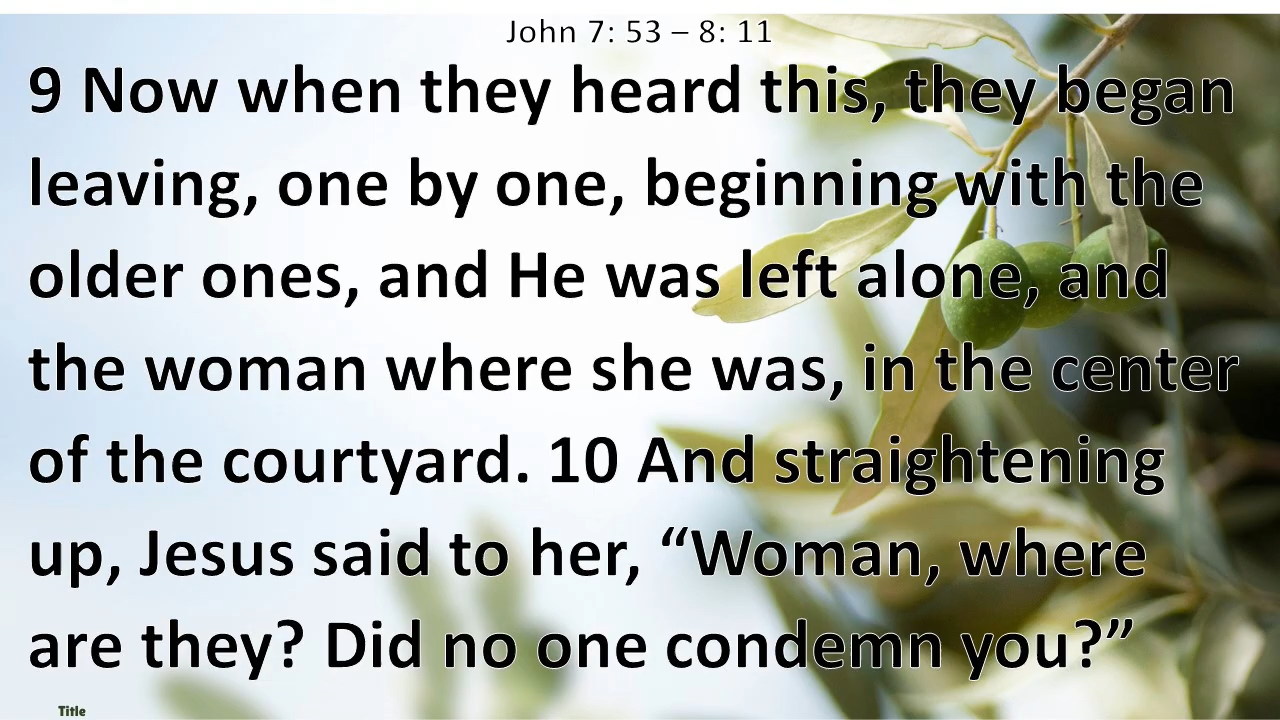 John 7: 53 – 8: 11
9 Now when they heard this, they began
leaving, one by one, beginning with the
older ones, and He was left alone, and
the woman where she was, in the center
of the courtyard. 10 And straightening
up, Jesus said to her, “Woman, where
are they? Did no one condemn you?”
Title